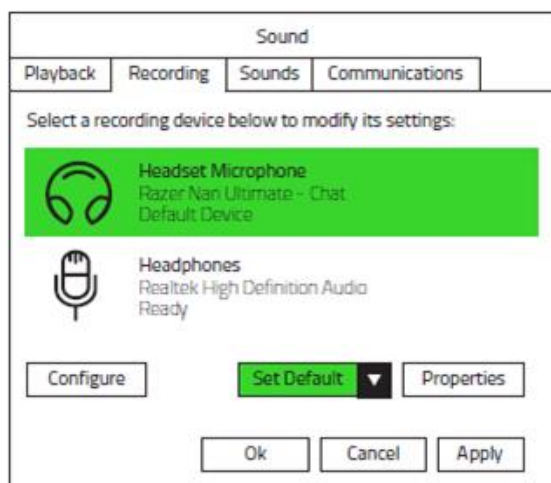 Sound
Playback Recording Sounds Communications
Select a recording device below to modify its settings:
Headset Microphone
Razer Nari Ultimate - Chat
Default Device
Headphones
Realtek High Definition Audio
Ready
Configure Set Default Properties
Ok Cancel Apply